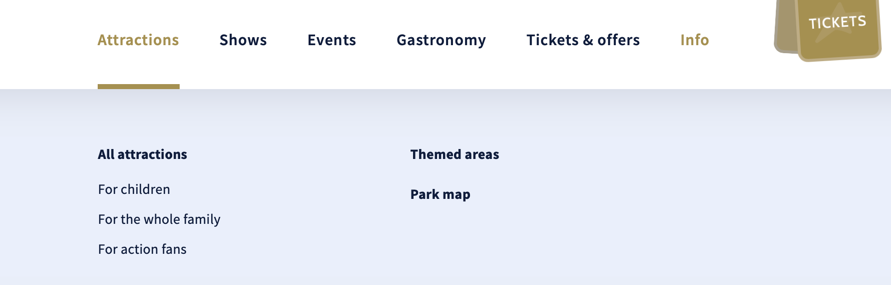 Attractions Shows Events Gastronomy Tickets & offers Info TICKETS
All attractions
For children
For the whole family
For action fans
Themed areas
Park map